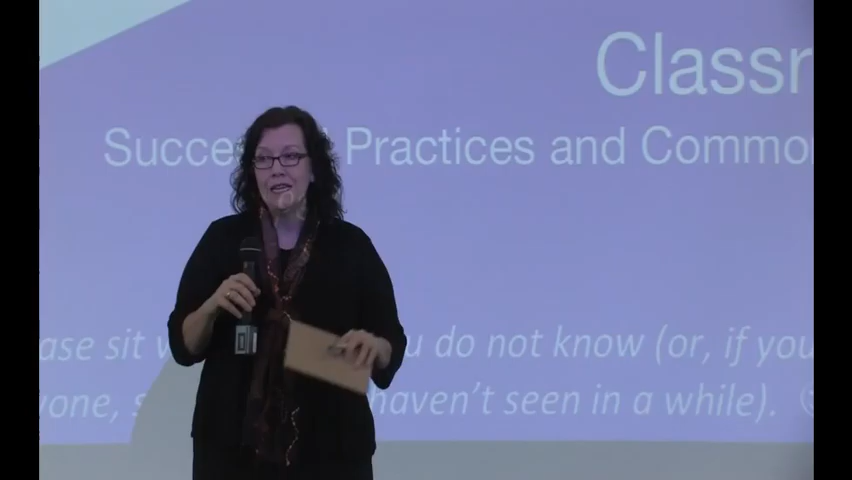 Classr
Succes Practices and Commo
ase sit w u do not know (or, if you
yone, s haven't seen in a while).